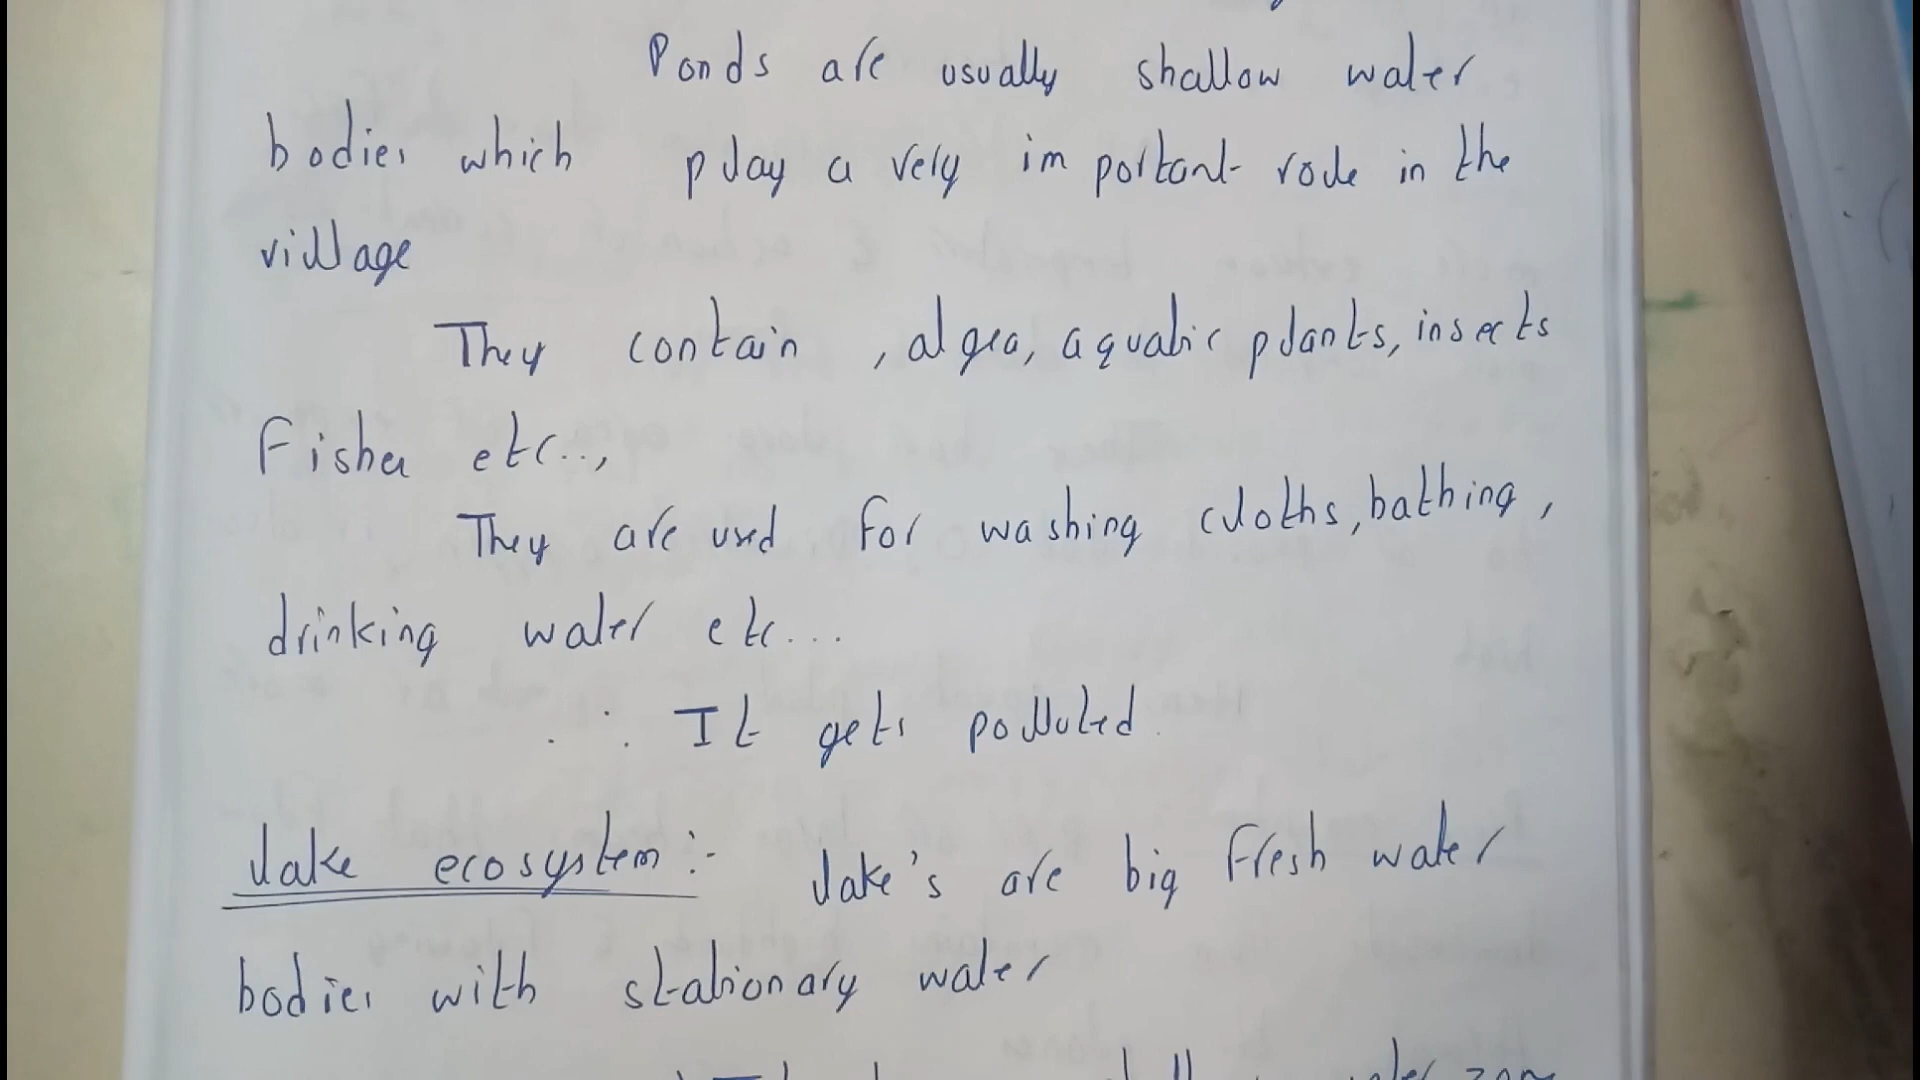 Ponds are usually shallow water
bodies which play a very important role in the
village
They contain , algea, aquatic plants, insects
Fishes etc..,
They are used for washing cloths, bathing,
drinking water etc...
∴ It gets polluted.
Lake ecosystem :- Lake's are big fresh water
bodies with stationary water